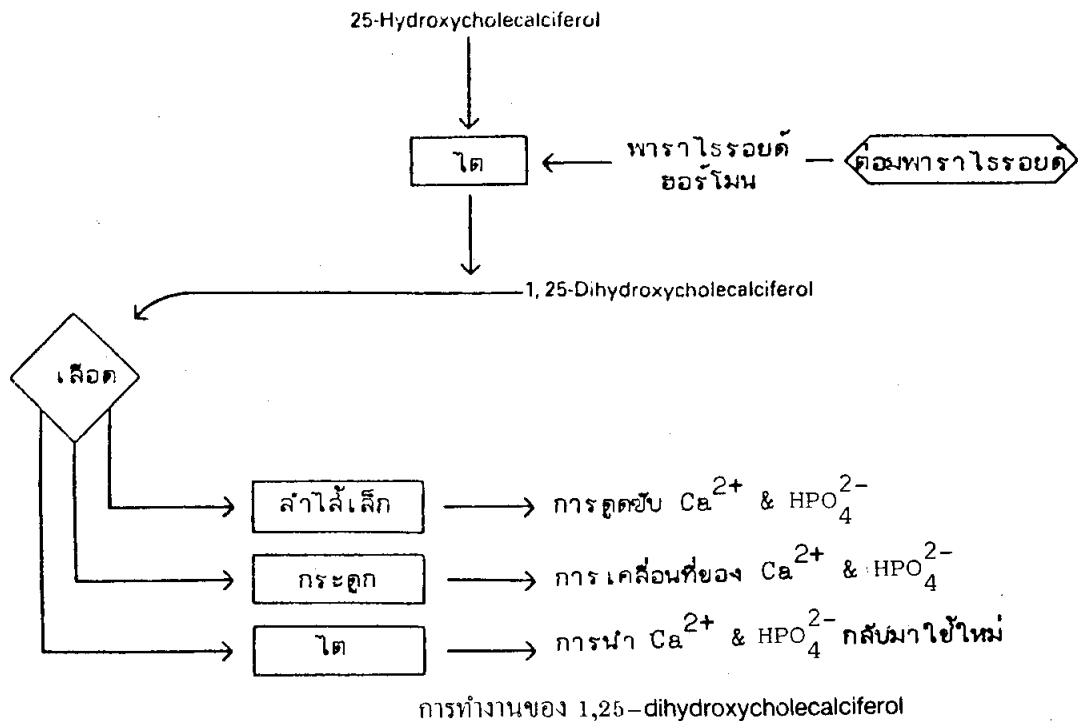 25-Hydroxycholecalciferol
ไต
พาราไธรอยด์
ฮอร์โมน
ต่อมพาราไธรอยด์
1,25-Dihydroxycholecalciferol
เลือด
ลำไส้เล็ก
การดูดซับ Ca²⁺ & HPO₄²⁻
กระดูก
การเคลื่อนที่ของ Ca²⁺ & HPO₄²⁻
ไต
การนำ Ca²⁺ & HPO₄²⁻ กลับมาใช้ใหม่
การทำงานของ 1,25-dihydroxycholecalciferol